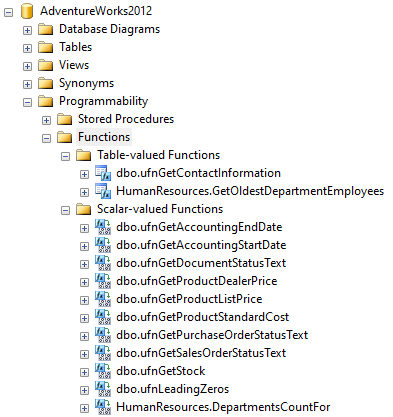 AdventureWorks2012
Database Diagrams
Tables
Views
Synonyms
Programmability
Stored Procedures
Functions
Table-valued Functions
dbo.ufnGetContactInformation
HumanResources.GetOldestDepartmentEmployees
Scalar-valued Functions
dbo.ufnGetAccountingEndDate
dbo.ufnGetAccountingStartDate
dbo.ufnGetDocumentStatusText
dbo.ufnGetProductDealerPrice
dbo.ufnGetProductListPrice
dbo.ufnGetProductStandardCost
dbo.ufnGetPurchaseOrderStatusText
dbo.ufnGetSalesOrderStatusText
dbo.ufnGetStock
dbo.ufnLeadingZeros
HumanResources.DepartmentsCountFor